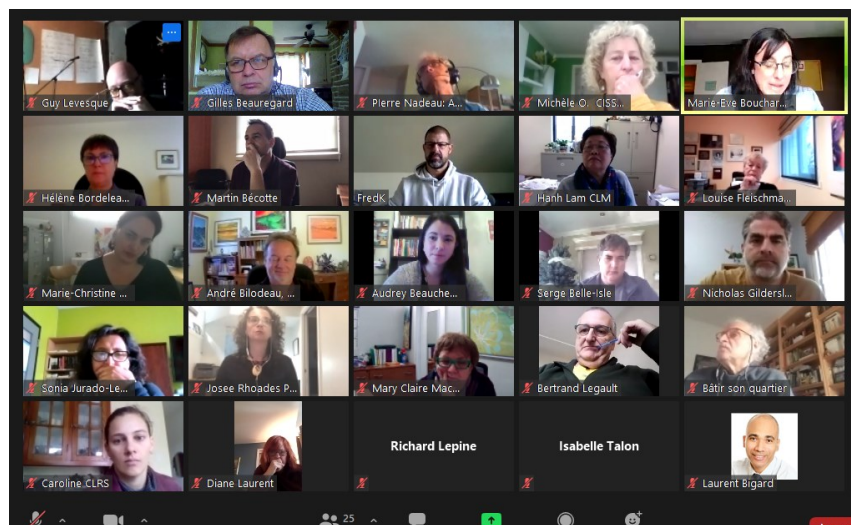 Guy Levesque
Gilles Beauregard
Pierre Nadeau: A...
Michèle O. CISS...
Marie-Eve Bouchar...
Hélène Bordelea...
Martin Bécotte
FredK
Hanh Lam CLM
Louise Fleischma...
Marie-Christine ...
André Bilodeau, ...
Audrey Beauche...
Serge Belle-Isle
Nicholas Gildersl...
Sonia Jurado-Le...
Josee Rhoades P...
Mary Claire Mac...
Bertrand Legault
Bâtir son quartier
Caroline CLRS
Diane Laurent
Richard Lepine
Isabelle Talon
Laurent Bigard
25